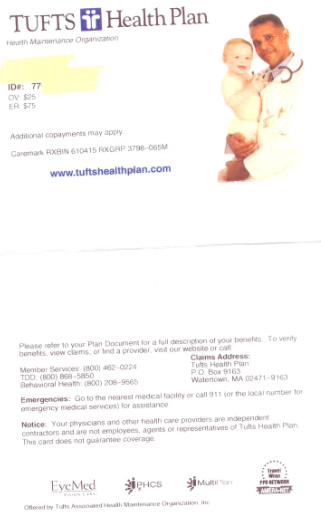 TUFTS Health Plan
Health Maintenance Organization
ID#: 77
OV: $25
ER: $75
Additional copayments may apply
Caremark RXBIN 610415 RXGRP 3798-065M
www.tuftshealthplan.com
Please refer to your Plan Document for a full description of your benefits. To verify
benefits, view claims, or find a provider, visit our website or call:
Member Services: (800) 462-0224
TDD: (800) 868-5850
Behavioral Health: (800) 208-9565
Claims Address:
Tufts Health Plan
P.O. Box 9163
Watertown, MA 02471-9163
Emergencies: Go to the nearest medical facility or call 911 (or the local number for
emergency medical services) for assistance
Notice: Your physicians and other health care providers are independent
contractors and are not employees, agents or representatives of Tufts Health Plan.
This card does not guarantee coverage.
EyeMed
VISION CARE
PHCS
MultiPlan
Travel
When
PPO NETWORK
Offered by Tufts Associated Health Maintenance Organization, Inc.